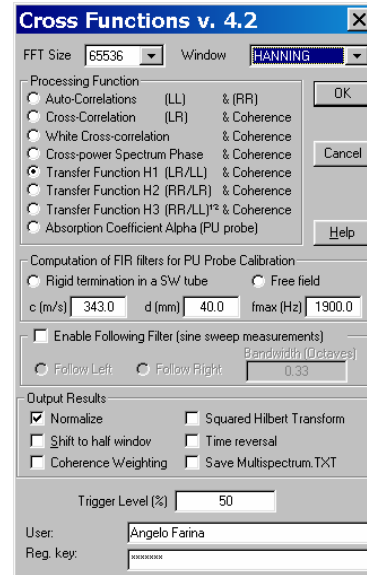 Cross Functions v. 4.2
FFT Size 65536 Window HANNING
Processing Function
Auto-Correlations (LL) & (RR)
OK
Cross-Correlation (LR) & Coherence
White Cross-correlation & Coherence
Cross-power Spectrum Phase & Coherence
Cancel
Transfer Function H1 (LR/LL) & Coherence
Transfer Function H2 (RR/LR) & Coherence
Transfer Function H3 (RR/LL)¹² & Coherence
Absorption Coefficient Alpha (PU probe)
Help
Computation of FIR filters for PU Probe Calibration
Rigid termination in a SW tube Free field
c (m/s) 343.0 d (mm) 40.0 fmax (Hz) 1900.0
Enable Following Filter (sine sweep measurements)
Bandwidth (Octaves)
Follow Left Follow Right 0.33
Output Results
Normalize Squared Hilbert Transform
Shift to half window Time reversal
Coherence Weighting Save Multispectrum.TXT
Trigger Level (%) 50
User: Angelo Farina
Reg. key: *******